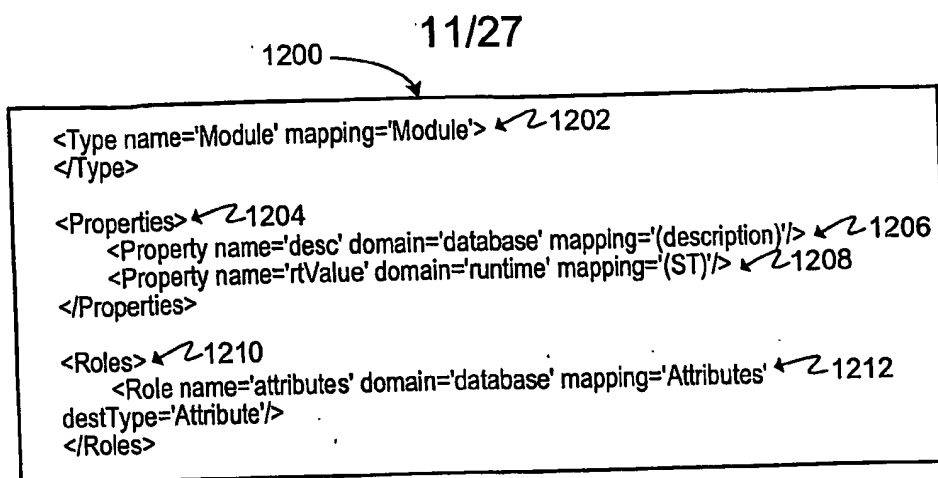 11/27
1200
<Type name='Module' mapping='Module'> 1202
</Type>
<Properties> 1204
<Property name='desc' domain='database' mapping='(description)'/> 1206
<Property name='rtValue' domain='runtime' mapping='(ST)'/> 1208
</Properties>
<Roles> 1210
<Role name='attributes' domain='database' mapping='Attributes' 1212
destType='Attribute'/>
</Roles>